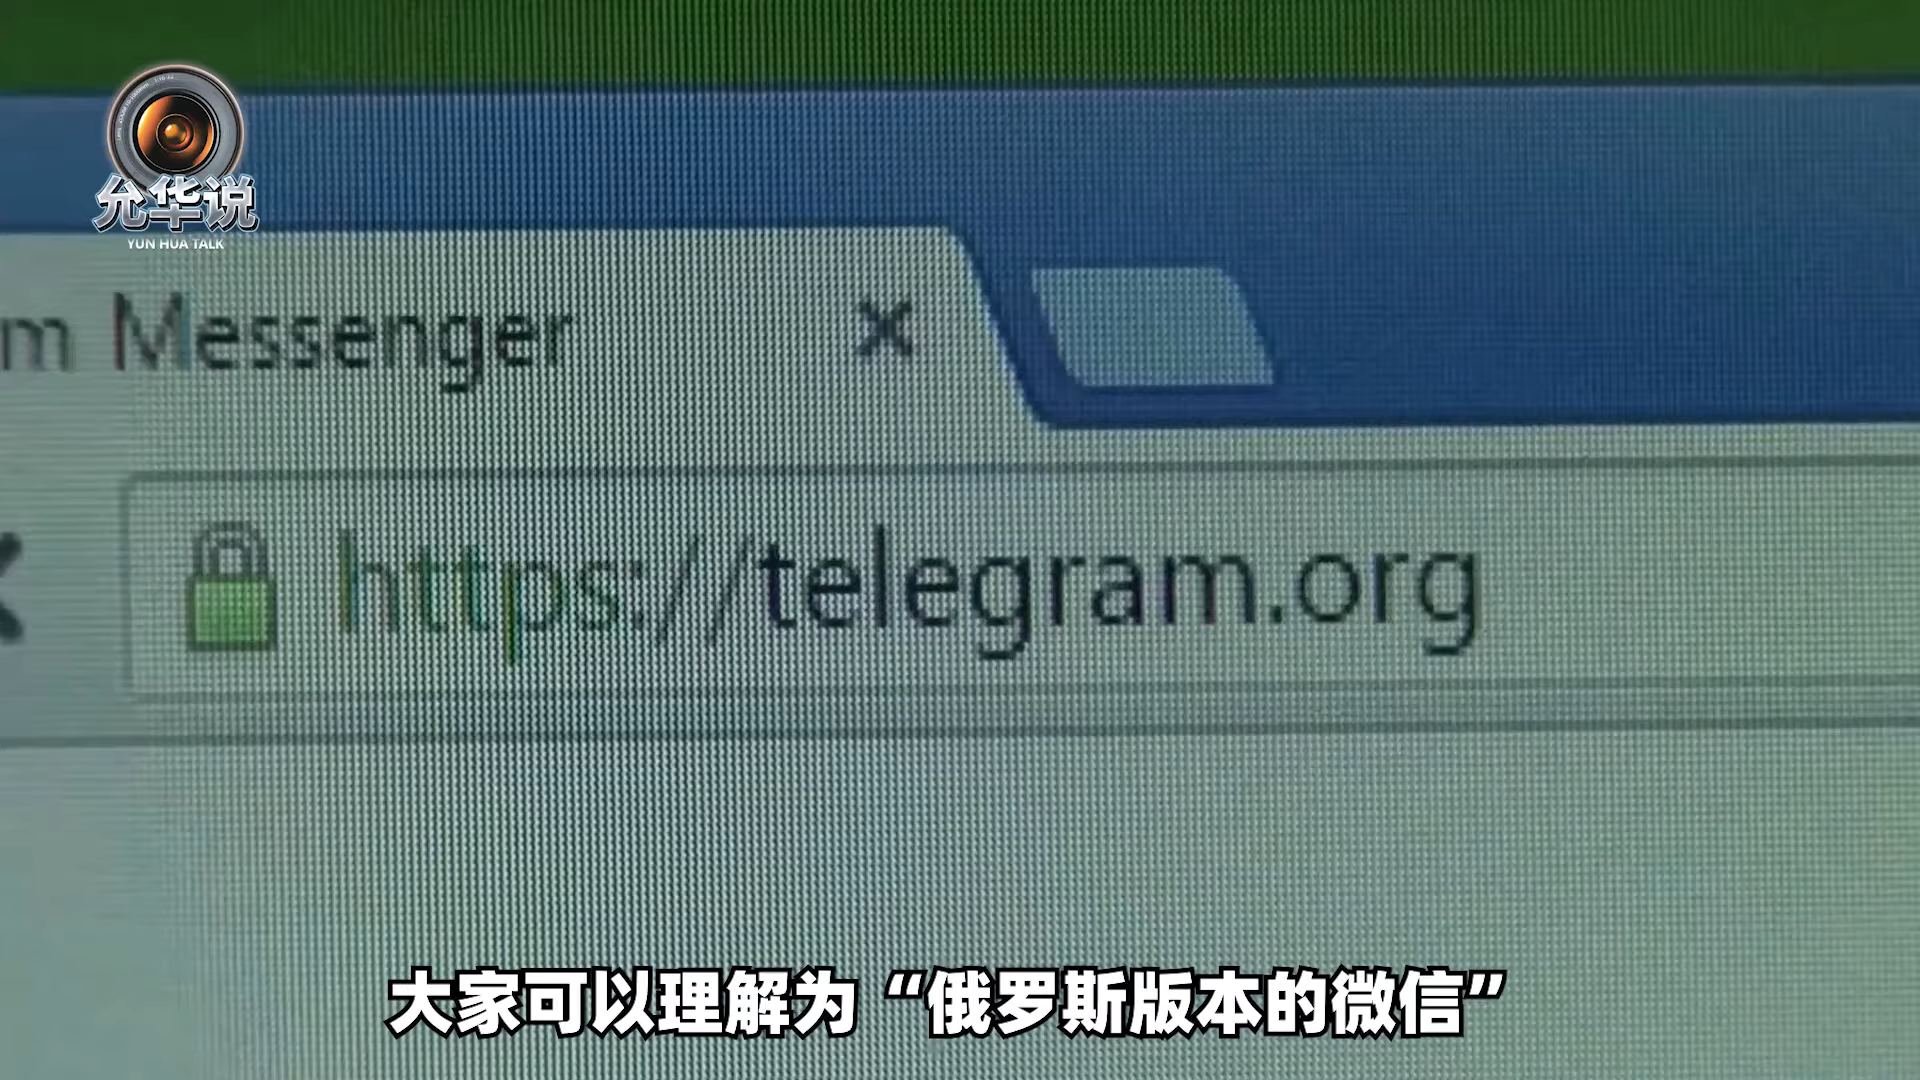 允华说
YUN HUA TALK
m Messenger
https://telegram.org
大家可以理解为 “俄罗斯版本的微信”